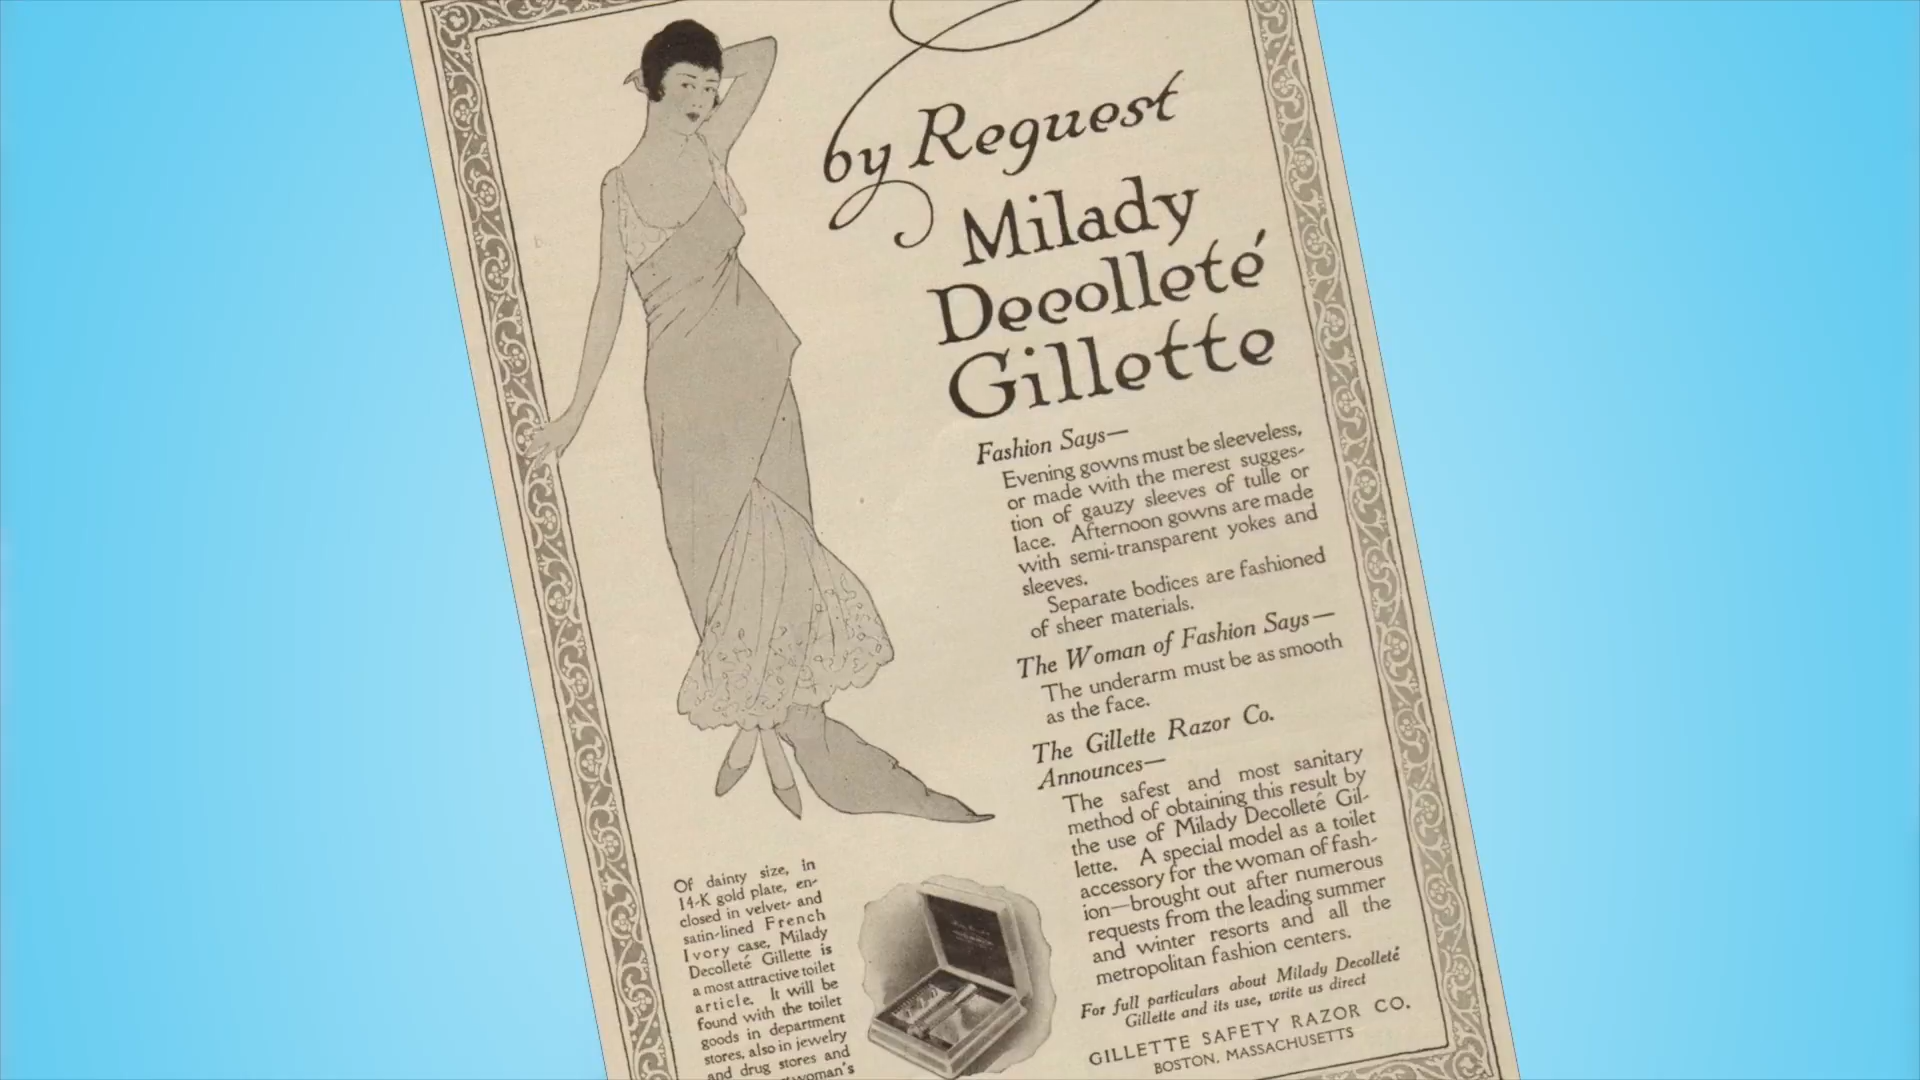 by Request
Milady
Decolleté
Gillette
Fashion Says—
Evening gowns must be sleeveless,
or made with the merest sugges-
tion of gauzy sleeves of tulle or
lace. Afternoon gowns are made
with semi-transparent yokes and
sleeves.
Separate bodices are fashioned
of sheer materials.
The Woman of Fashion Says—
The underarm must be as smooth
as the face.
The Gillette Razor Co.
Announces—
The safest and most sanitary
method of obtaining this result by
the use of Milady Decolleté Gil-
lette. A special model as a toilet
accessory for the woman of fash-
ion—brought out after numerous
requests from the leading summer
and winter resorts and all the
metropolitan fashion centers.
For full particulars about Milady Decolleté
Gillette and its use, write us direct
GILLETTE SAFETY RAZOR CO.
BOSTON, MASSACHUSETTS
Of dainty size, in
14-K gold plate, en-
closed in velvet- and
satin-lined French
Ivory case, Milady
Decolleté Gillette is
a most attractive toilet
article. It will be
found with the toilet
goods in department
stores, also in jewelry
and drug stores and
woman's